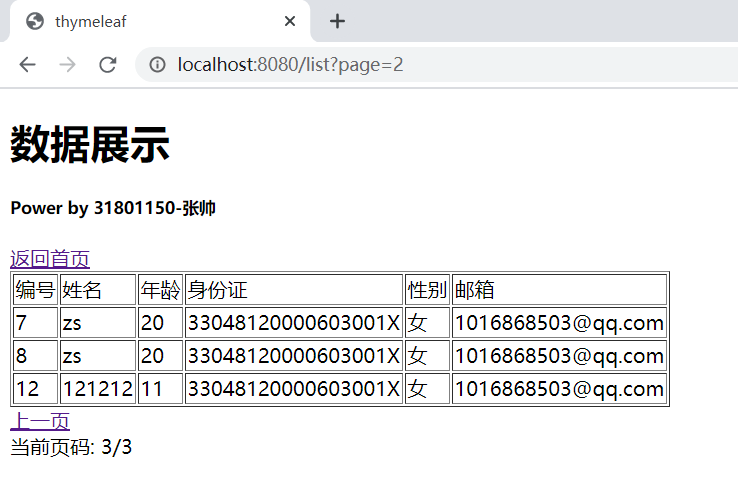 thymeleaf
localhost:8080/list?page=2
数据展示
Power by 31801150-张帅
返回首页
编号 姓名 年龄 身份证 性别 邮箱
7 zs 20 33048120000603001X 女 1016868503@qq.com
8 zs 20 33048120000603001X 女 1016868503@qq.com
12 121212 11 33048120000603001X 女 1016868503@qq.com
上一页
当前页码: 3/3